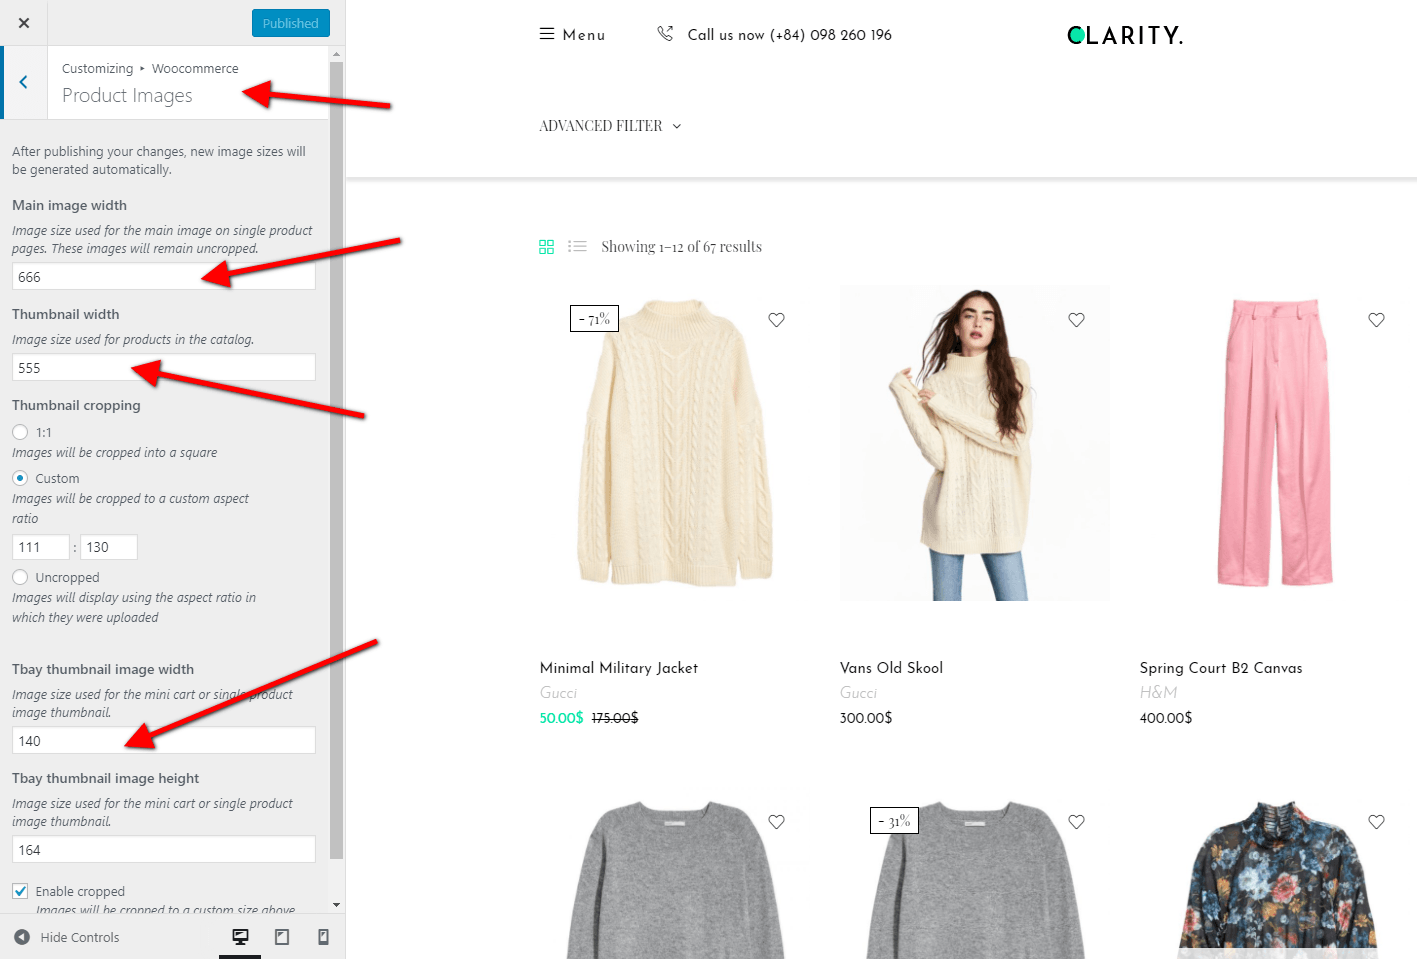 Published
Customizing ▸ Woocommerce
Product Images
After publishing your changes, new image sizes will
be generated automatically.
Main image width
Image size used for the main image on single product
pages. These images will remain uncropped.
666
Thumbnail width
Image size used for products in the catalog.
555
Thumbnail cropping
1:1
Images will be cropped into a square
Custom
Images will be cropped to a custom aspect
ratio
111 : 130
Uncropped
Images will display using the aspect ratio in
which they were uploaded
Tbay thumbnail image width
Image size used for the mini cart or single product
image thumbnail.
140
Tbay thumbnail image height
Image size used for the mini cart or single product
image thumbnail.
164
Enable cropped
Images will be cropped to a custom size above
Hide Controls
Menu
Call us now (+84) 098 260 196
CLARITY.
ADVANCED FILTER
Showing 1–12 of 67 results
- 71%
Minimal Military Jacket
Gucci
50.00$ 175.00$
Vans Old Skool
Gucci
300.00$
Spring Court B2 Canvas
H&M
400.00$
- 31%